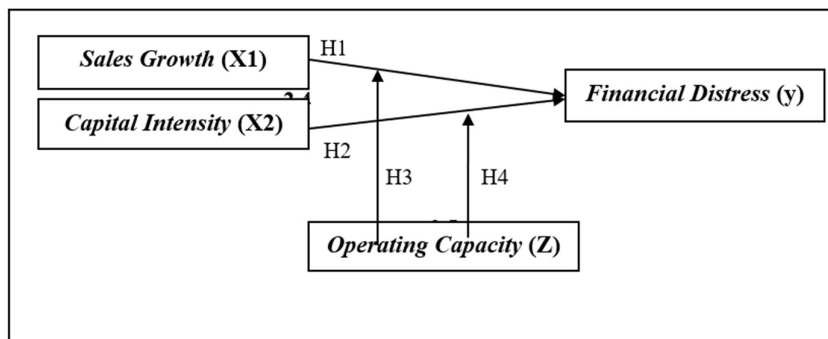 Sales Growth (X1)
H1
Financial Distress (y)
Capital Intensity (X2)
H2
H3
H4
Operating Capacity (Z)